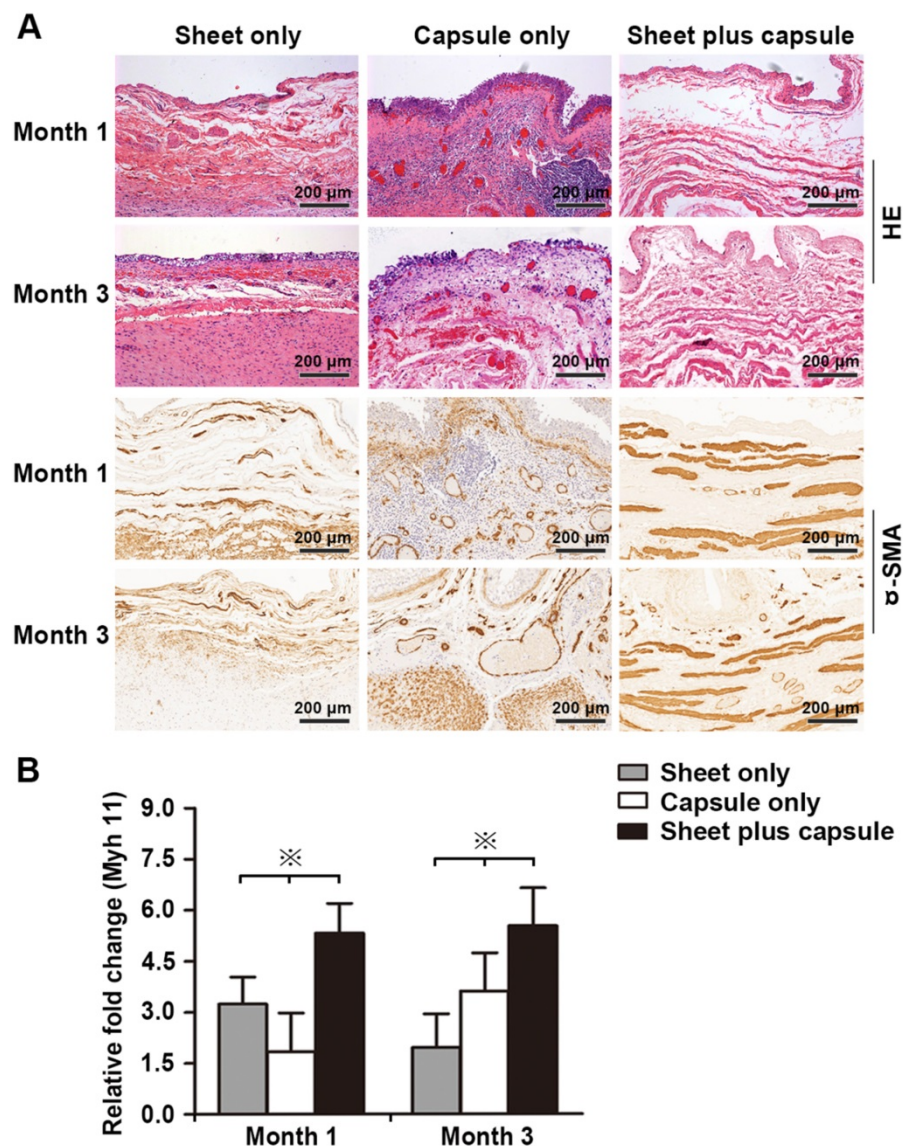 A
Sheet only Capsule only Sheet plus capsule
Month 1
200 µm 200 µm 200 µm
HE
Month 3
200 µm 200 µm 200 µm
Month 1
200 µm 200 µm 200 µm
ʊ-SMA
Month 3
200 µm 200 µm 200 µm
B
Sheet only
Capsule only
Sheet plus capsule
Relative fold change (Myh 11)
9.0
7.5
6.0
4.5
3.0
1.5
0.0
※ ※
Month 1 Month 3